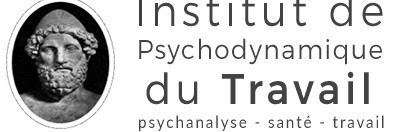 Institut de
Psychodynamique
du Travail
psychanalyse - santé - travail